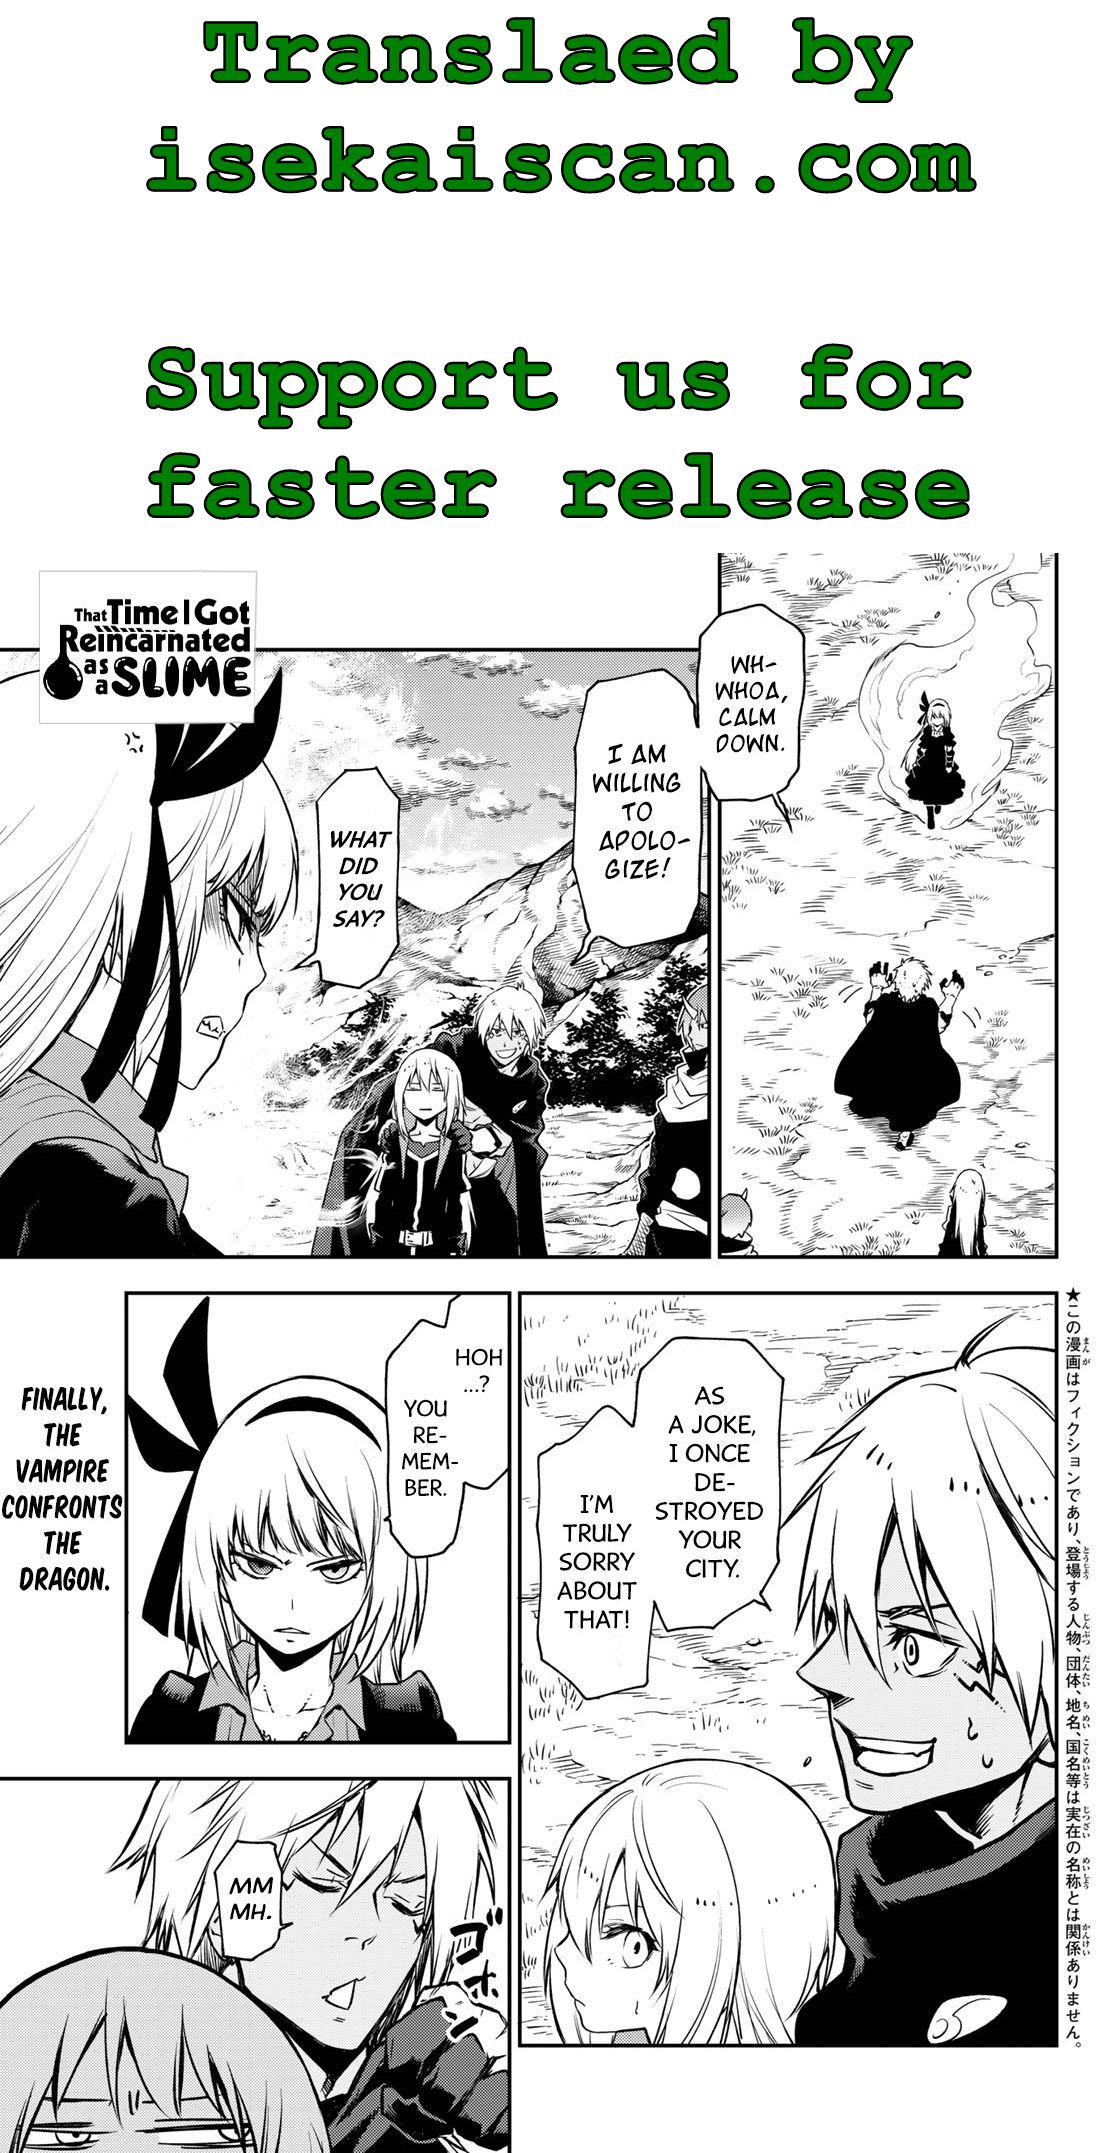 Translaed by
isekaiscan.com
Support us for
faster release
That Time I Got
Reincarnated
as
a SLIME
WH-
WHOA,
CALM
DOWN.
I AM
WILLING
TO
APOLO-
GIZE!
WHAT
DID
YOU
SAY?
★この漫画はフィクションであり、登場する人物、団体、地名、国名等は実在の名称とは関係ありません。
AS
A JOKE,
I ONCE
DE-
STROYED
YOUR
CITY.
I'M
TRULY
SORRY
ABOUT
THAT!
HOH
...?
YOU
RE-
MEM-
BER.
FINALLY,
THE
VAMPIRE
CONFRONTS
THE
DRAGON.
MM
MH.
ゴホン